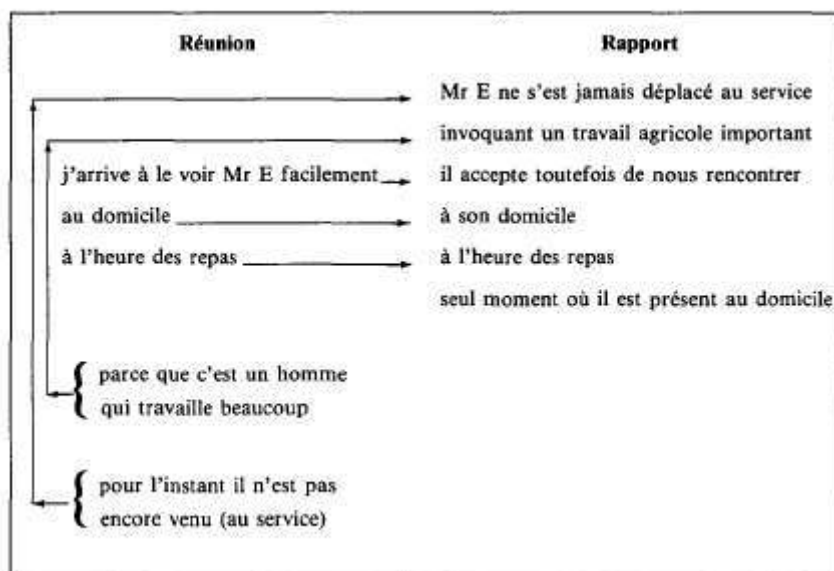 Réunion Rapport
Mr E ne s'est jamais déplacé au service
invoquant un travail agricole important
j'arrive à le voir Mr E facilement il accepte toutefois de nous rencontrer
au domicile à son domicile
à l'heure des repas à l'heure des repas
seul moment où il est présent au domicile
parce que c'est un homme
qui travaille beaucoup
pour l'instant il n'est pas
encore venu (au service)